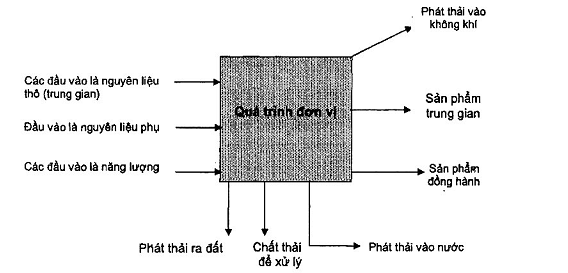 Phát thải vào
không khí
Các đầu vào là nguyên liệu
thô (trung gian)
Quá trình đơn vị
Sản phẩm
trung gian
Đầu vào là nguyên liệu phụ
Các đầu vào là năng lượng
Sản phẩm
đồng hành
Phát thải ra đất
Chất thải
để xử lý
Phát thải vào nước